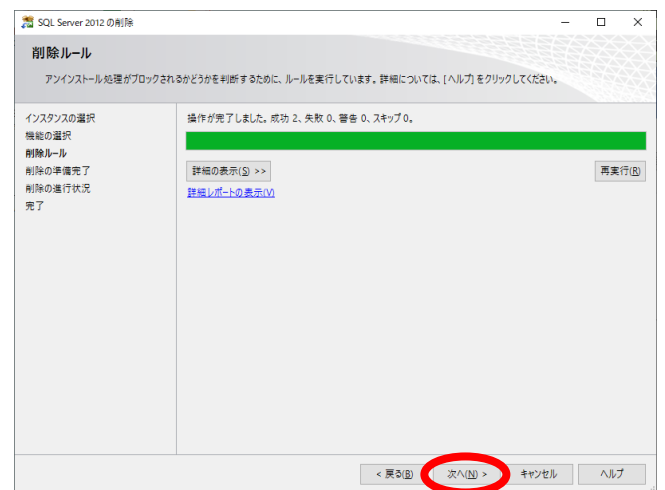 SQL Server 2012 の削除
削除ルール
アンインストール処理がブロックされるかどうかを判断するために、ルールを実行しています。詳細については、[ヘルプ] をクリックしてください。
インスタンスの選択
機能の選択
削除ルール
削除の準備完了
削除の進行状況
完了
操作が完了しました。成功 2、失敗 0、警告 0、スキップ 0。
詳細の表示(S) >>
再実行(R)
詳細レポートの表示(V)
< 戻る(B)
次へ(N) >
キャンセル
ヘルプ